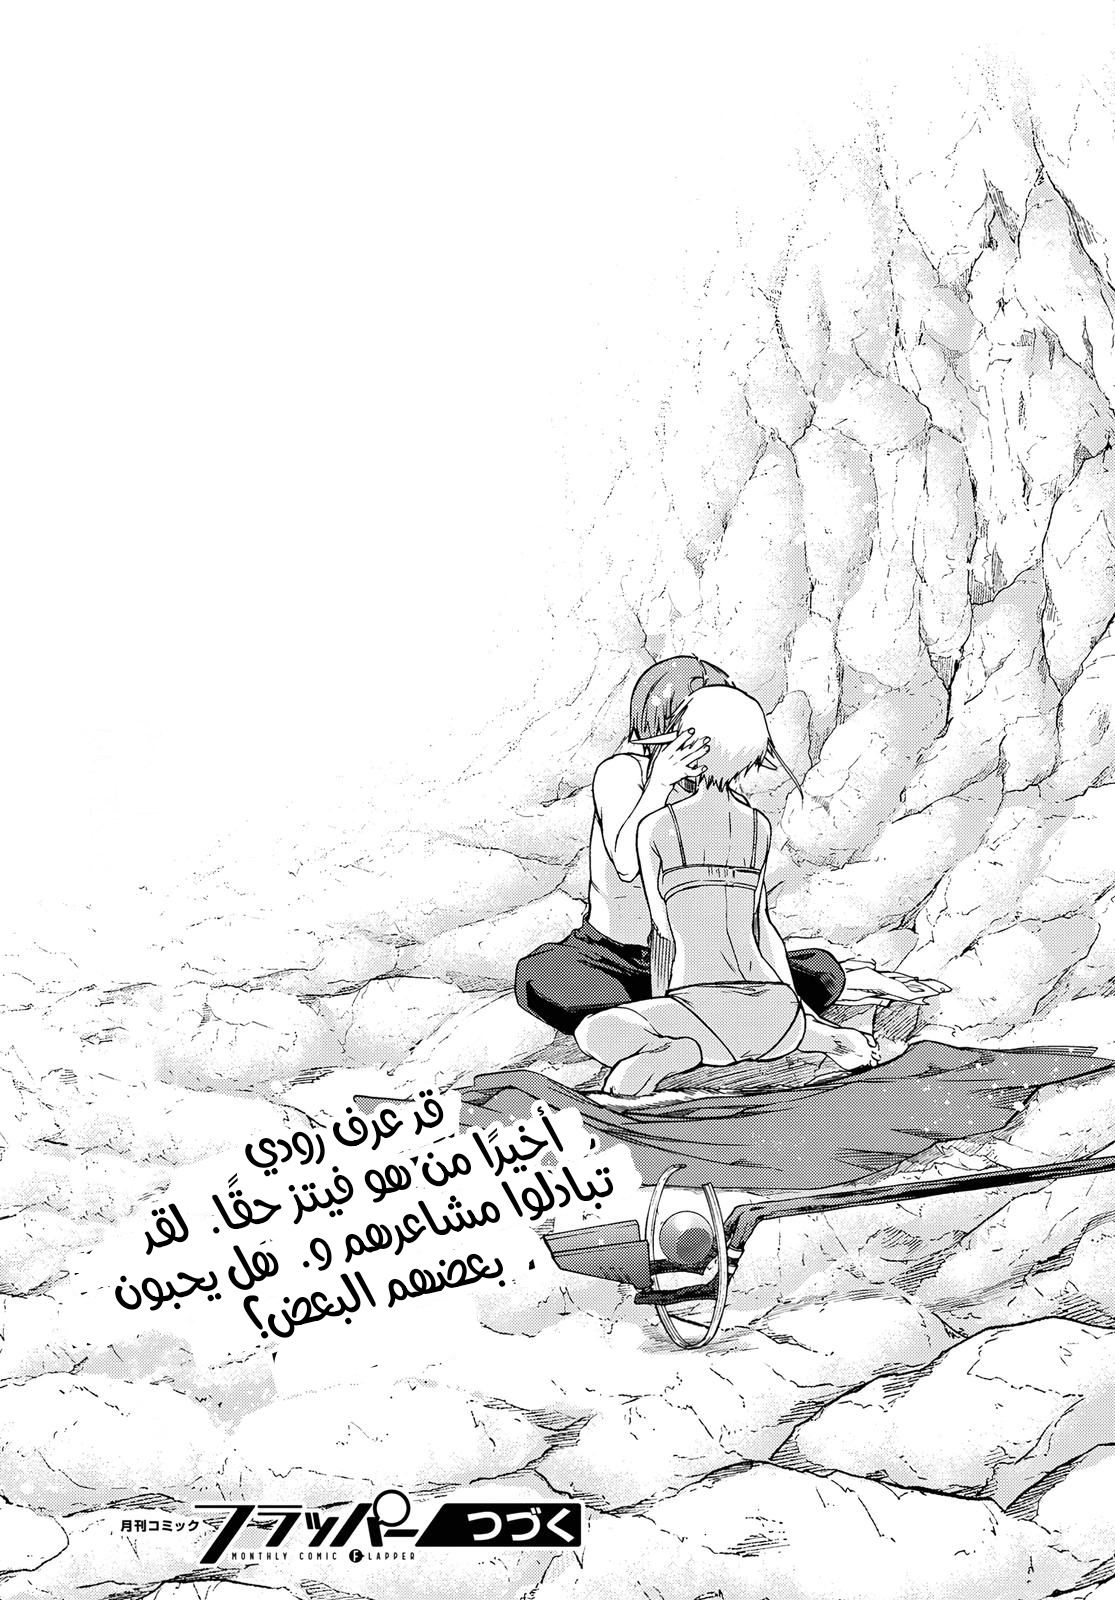 قد عرف رودي
أخيرًا من هو فيتز حقًا. لقد
تبادلوا مشاعرهم و. هل يحبون
بعضهم البعض؟
月刊コミック
フラッパー
つづく
MONTHLY COMIC FLAPPER